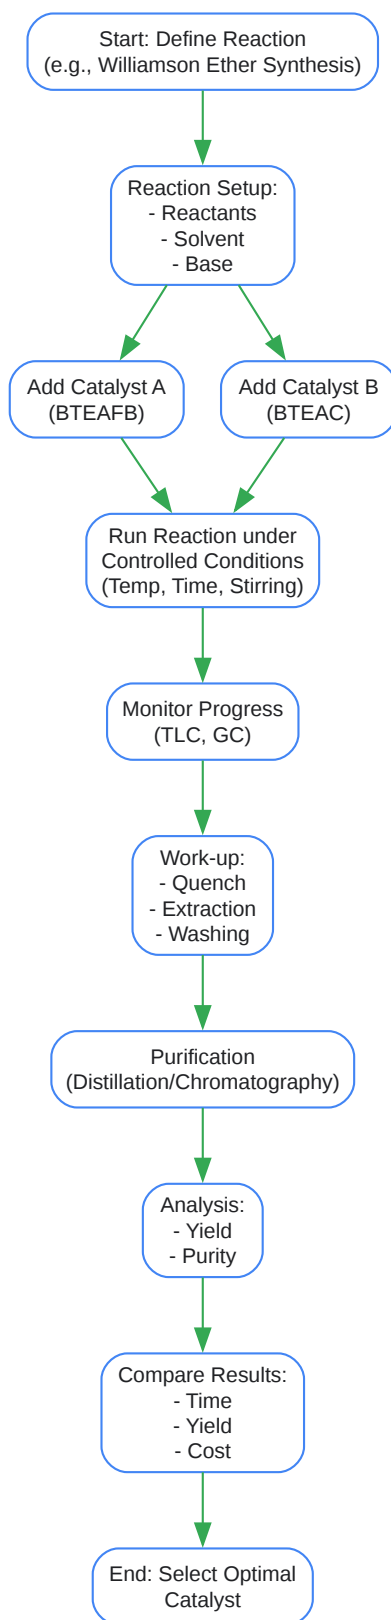 Start: Define Reaction
(e.g., Williamson Ether Synthesis)
Reaction Setup:
- Reactants
- Solvent
- Base
Add Catalyst A
(BTEAFB)
Add Catalyst B
(BTEAC)
Run Reaction under
Controlled Conditions
(Temp, Time, Stirring)
Monitor Progress
(TLC, GC)
Work-up:
- Quench
- Extraction
- Washing
Purification
(Distillation/Chromatography)
Analysis:
- Yield
- Purity
Compare Results:
- Time
- Yield
- Cost
End: Select Optimal
Catalyst